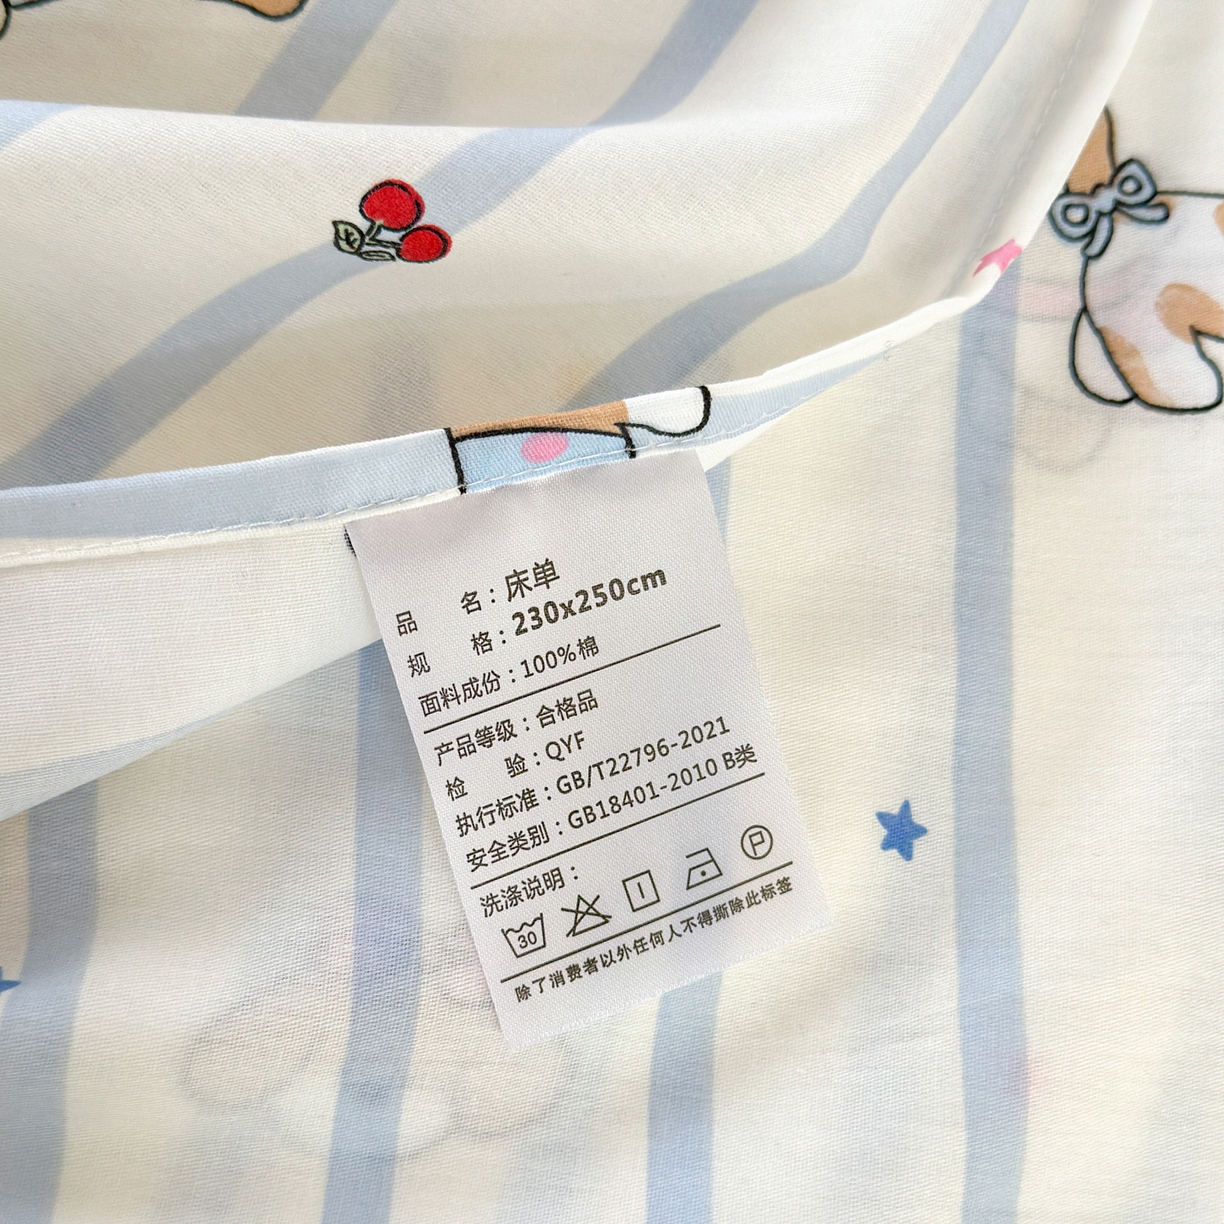 品 名：床单
规 格：230x250cm
面料成份：100%棉
产品等级：合格品
检 验：QYF
执行标准：GB/T22796-2021
安全类别：GB18401-2010 B类
洗涤说明：
30 P
除了消费者以外任何人不得撕除此标签